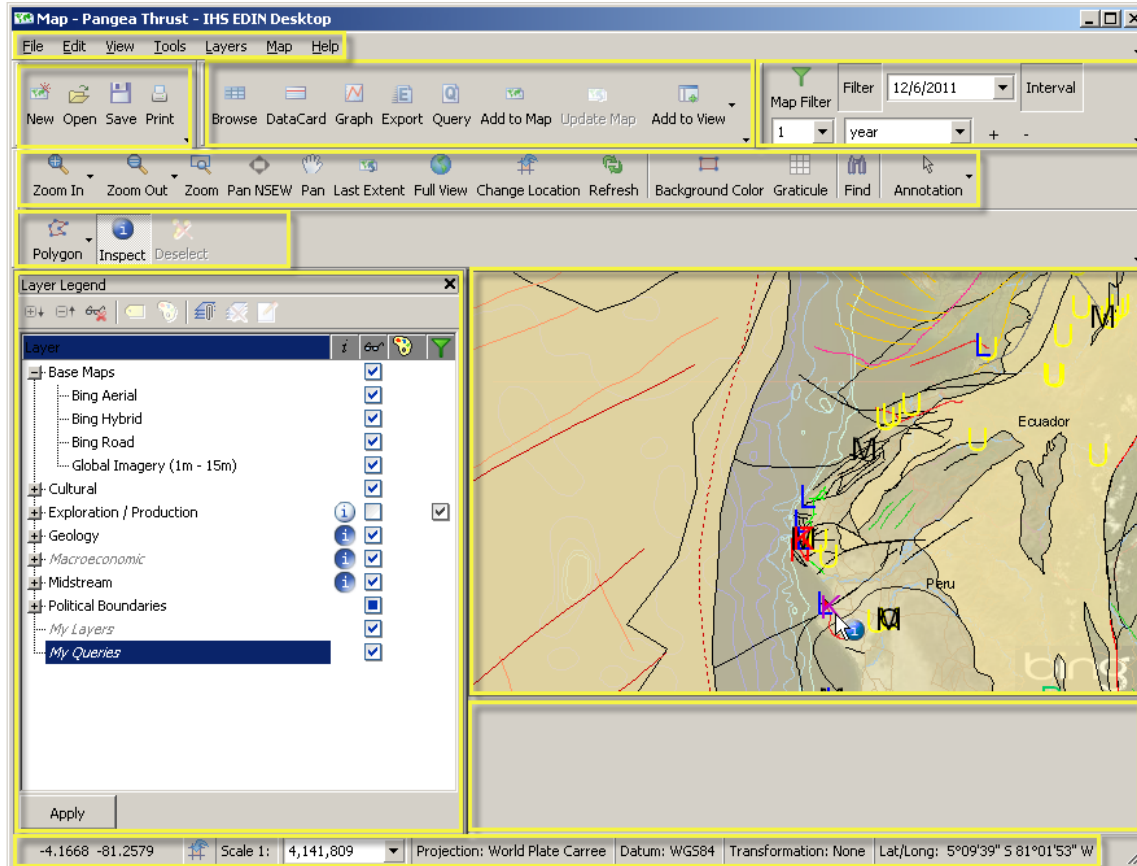 Map - Pangea Thrust - IHS EDIN Desktop
File Edit View Tools Layers Map Help
New Open Save Print
Browse DataCard Graph Export Query Add to Map Update Map Add to View
Map Filter Filter 12/6/2011 Interval
1 year + -
Zoom In Zoom Out Zoom Pan NSEW Pan Last Extent Full View Change Location Refresh Background Color Graticule Find Annotation
Polygon Inspect Deselect
Layer Legend
Layer
Base Maps
Bing Aerial
Bing Hybrid
Bing Road
Global Imagery (1m - 15m)
Cultural
Exploration / Production
Geology
Macroeconomic
Midstream
Political Boundaries
My Layers
My Queries
Apply
Ecuador
Peru
bing
-4.1668 -81.2579 Scale 1: 4,141,809 Projection: World Plate Carree Datum: WGS84 Transformation: None Lat/Long: 5°09'39" S 81°01'53" W